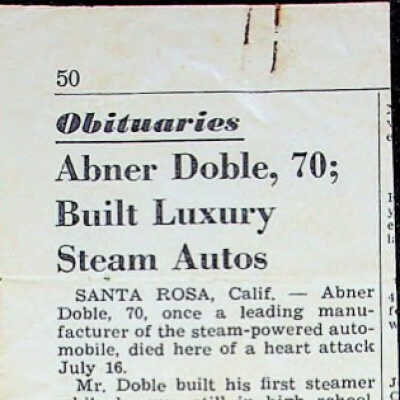 50
Obituaries
Abner Doble, 70;
Built Luxury
Steam Autos
SANTA ROSA, Calif. — Abner
Doble, 70, once a leading manu-
facturer of the steam-powered auto-
mobile, died here of a heart attack
July 16.
Mr. Doble built his first steamer